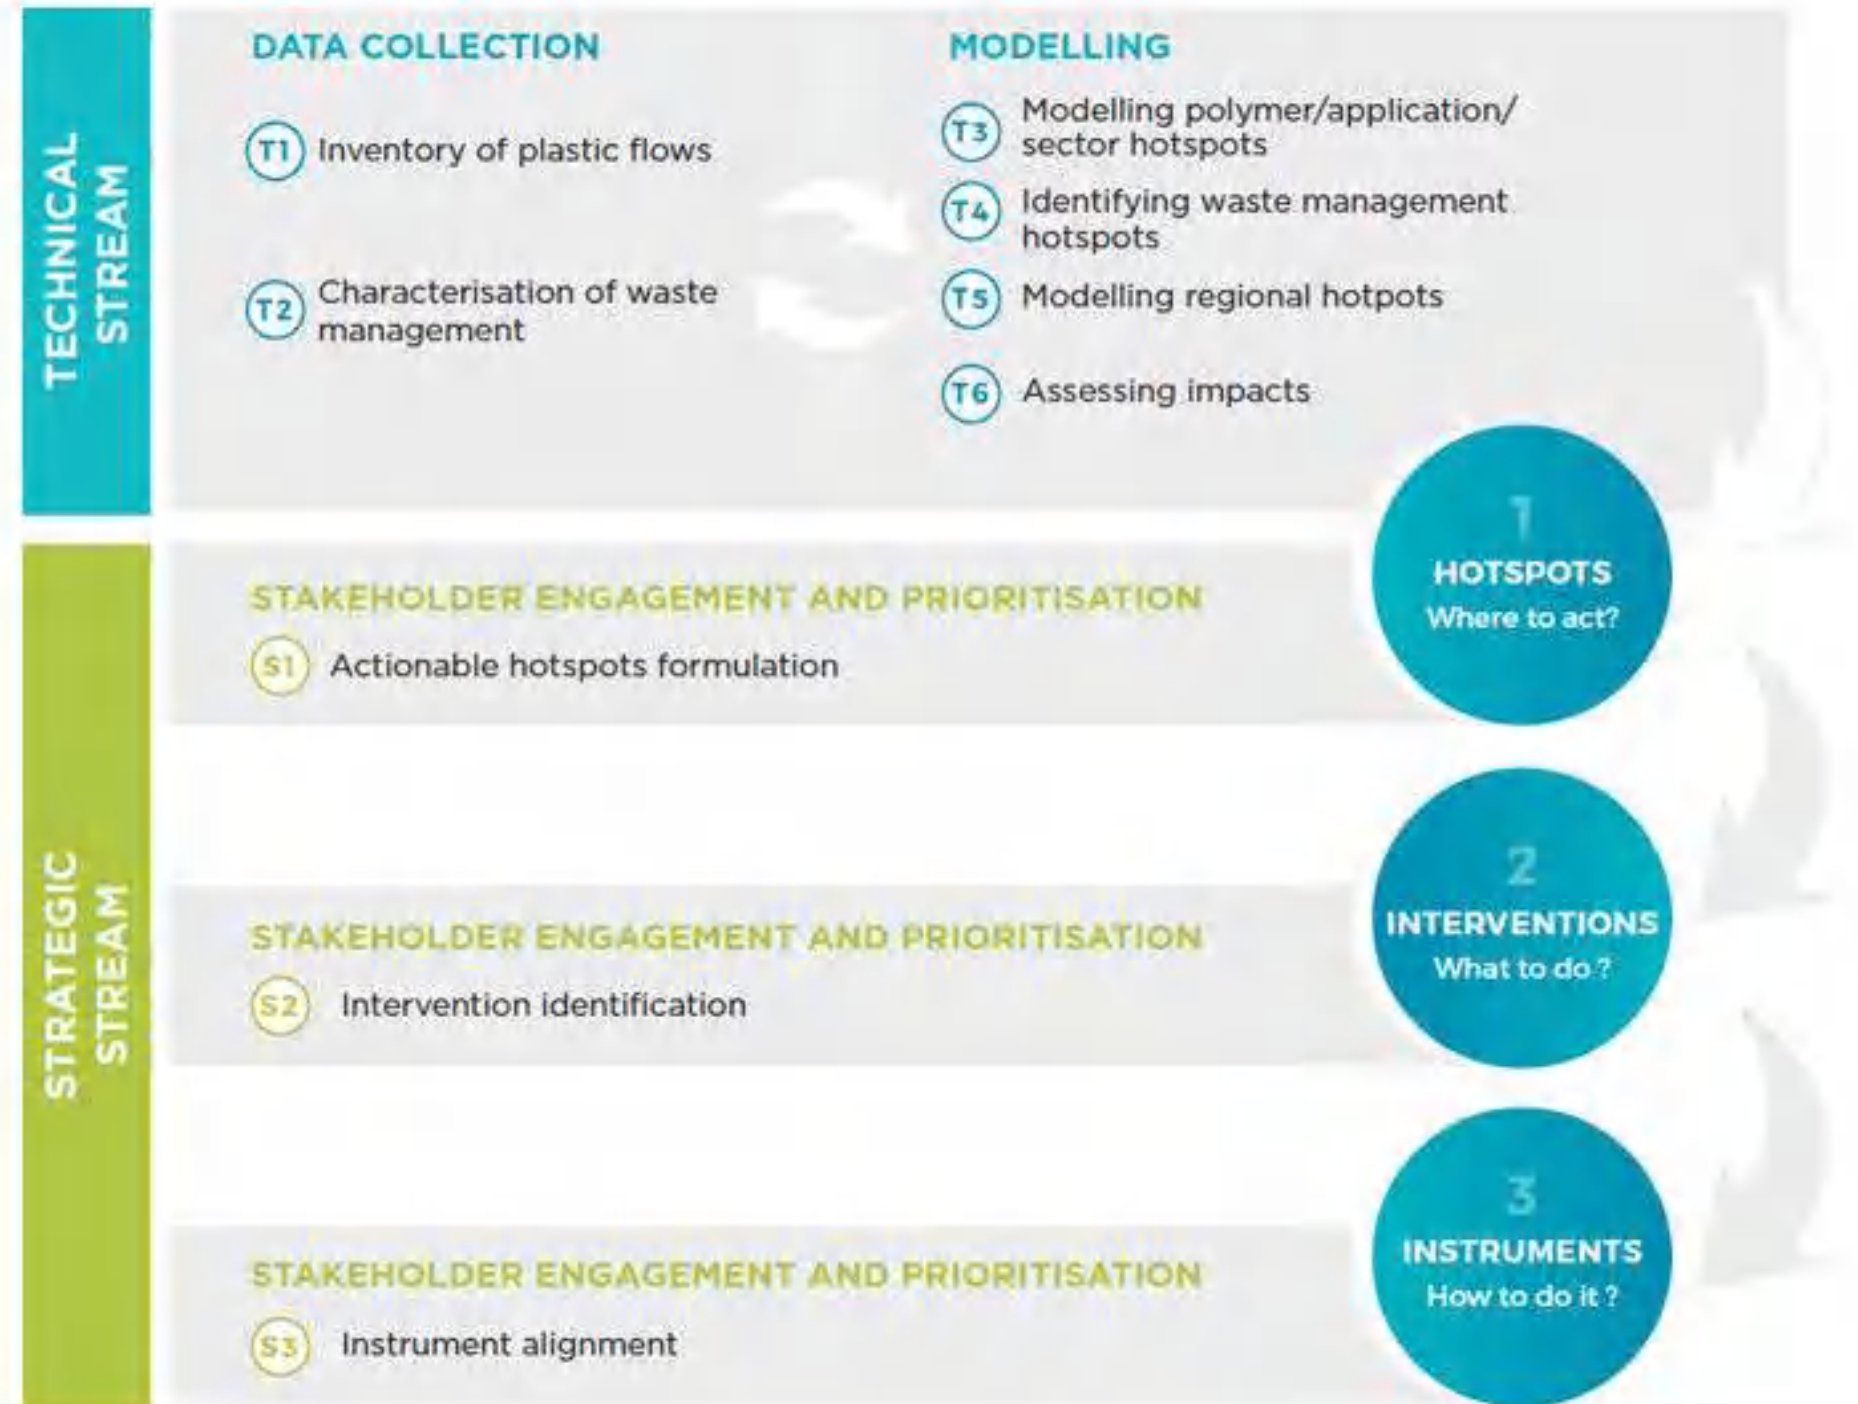 TECHNICAL
STREAM
DATA COLLECTION
T1 Inventory of plastic flows
T2 Characterisation of waste
management
MODELLING
T3 Modelling polymer/application/
sector hotspots
T4 Identifying waste management
hotspots
T5 Modelling regional hotpots
T6 Assessing impacts
STRATEGIC
STREAM
STAKEHOLDER ENGAGEMENT AND PRIORITISATION
S1 Actionable hotspots formulation
1
HOTSPOTS
Where to act?
STAKEHOLDER ENGAGEMENT AND PRIORITISATION
S2 Intervention identification
2
INTERVENTIONS
What to do ?
STAKEHOLDER ENGAGEMENT AND PRIORITISATION
S3 Instrument alignment
3
INSTRUMENTS
How to do it ?